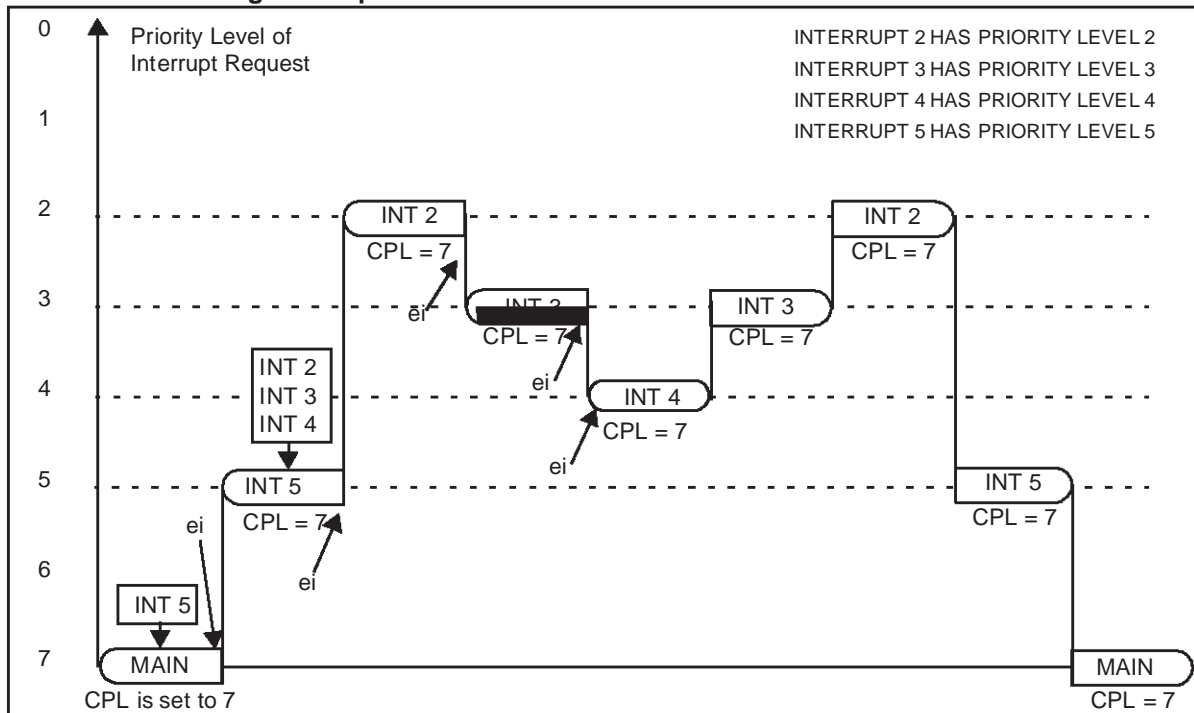 0
Priority Level of
Interrupt Request
INTERRUPT 2 HAS PRIORITY LEVEL 2
INTERRUPT 3 HAS PRIORITY LEVEL 3
INTERRUPT 4 HAS PRIORITY LEVEL 4
INTERRUPT 5 HAS PRIORITY LEVEL 5
1
2
INT 2
CPL = 7
INT 2
CPL = 7
ei
3
INT 3
CPL = 7
INT 3
CPL = 7
ei
INT 2
INT 3
INT 4
4
INT 4
CPL = 7
ei
5
INT 5
CPL = 7
INT 5
CPL = 7
ei
ei
6
INT 5
7
MAIN
CPL is set to 7
MAIN
CPL = 7